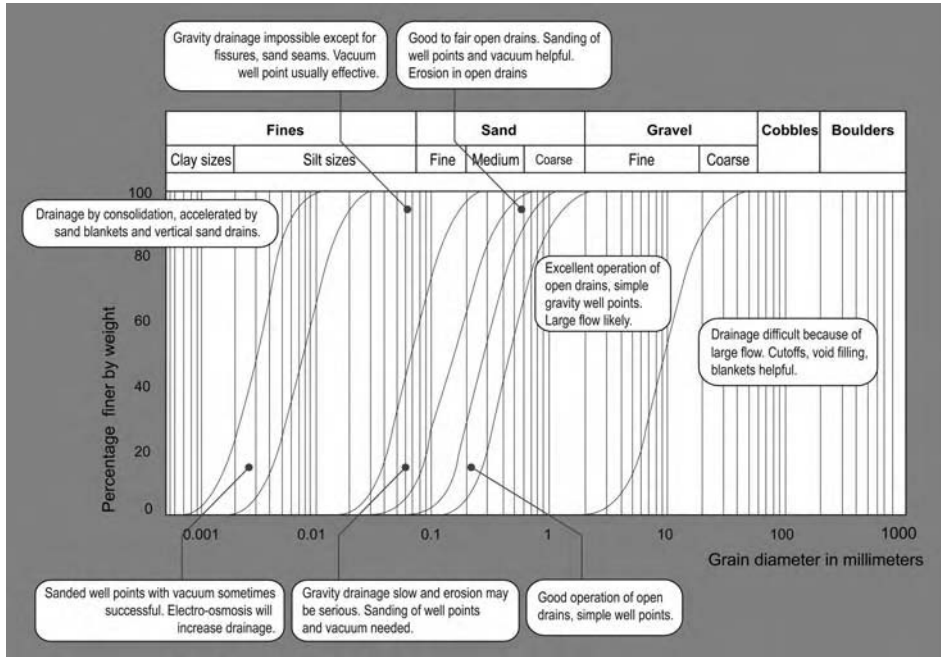 Gravity drainage impossible except for
fissures, sand seams. Vacuum
well point usually effective.
Good to fair open drains. Sanding of
well points and vacuum helpful.
Erosion in open drains
Fines
Sand
Gravel
Cobbles
Boulders
Clay sizes
Silt sizes
Fine
Medium
Coarse
Fine
Coarse
100
Drainage by consolidation, accelerated by
sand blankets and vertical sand drains.
80
60
40
20
0
Percentage finer by weight
Excellent operation of
open drains, simple
gravity well points.
Large flow likely.
Drainage difficult because of
large flow. Cutoffs, void filling,
blankets helpful.
0.001
0.01
0.1
1
10
100
1000
Grain diameter in millimeters
Sanded well points with vacuum sometimes
successful. Electro-osmosis will
increase drainage.
Gravity drainage slow and erosion may
be serious. Sanding of well points
and vacuum needed.
Good operation of open
drains, simple well points.